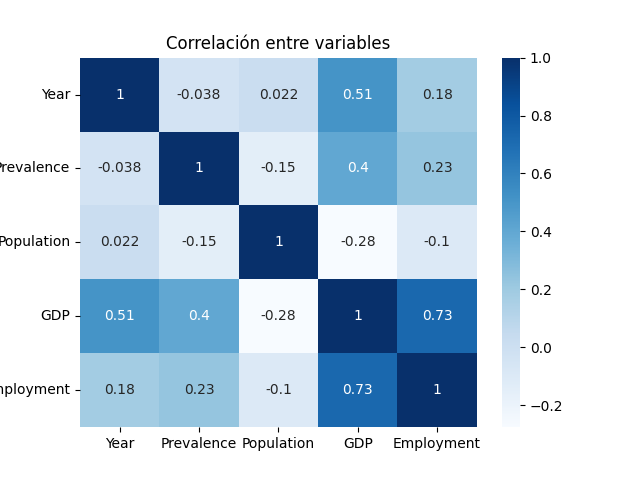 Correlación entre variables
Year 1 -0.038 0.022 0.51 0.18
Prevalence -0.038 1 -0.15 0.4 0.23
Population 0.022 -0.15 1 -0.28 -0.1
GDP 0.51 0.4 -0.28 1 0.73
mployment 0.18 0.23 -0.1 0.73 1
Year Prevalence Population GDP Employment
1.0
0.8
0.6
0.4
0.2
0.0
−0.2